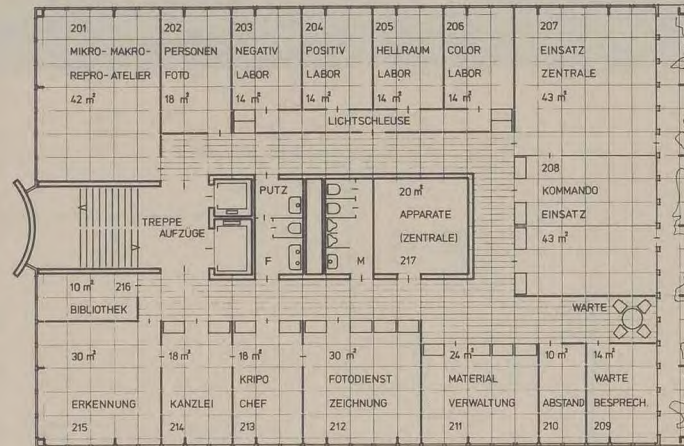 201
MIKRO- MAKRO-
REPRO-ATELIER
42 m²
202
PERSONEN
FOTO
18 m²
203
NEGATIV
LABOR
14 m²
204
POSITIV
LABOR
14 m²
205
HELLRAUM
LABOR
14 m²
206
COLOR
LABOR
14 m²
207
EINSATZ
ZENTRALE
43 m²
LICHTSCHLEUSE
208
KOMMANDO
EINSATZ
43 m²
TREPPE
AUFZÜGE
PUTZ
F
M
20 m²
APPARATE
(ZENTRALE)
217
10 m² 216
BIBLIOTHEK
WARTE
30 m²
ERKENNUNG
215
18 m²
KANZLEI
214
18 m²
KRIPO
CHEF
213
30 m²
FOTODIENST
ZEICHNUNG
212
24 m²
MATERIAL
VERWALTUNG
211
10 m²
ABSTAND
210
14 m²
WARTE
BESPRECH.
209